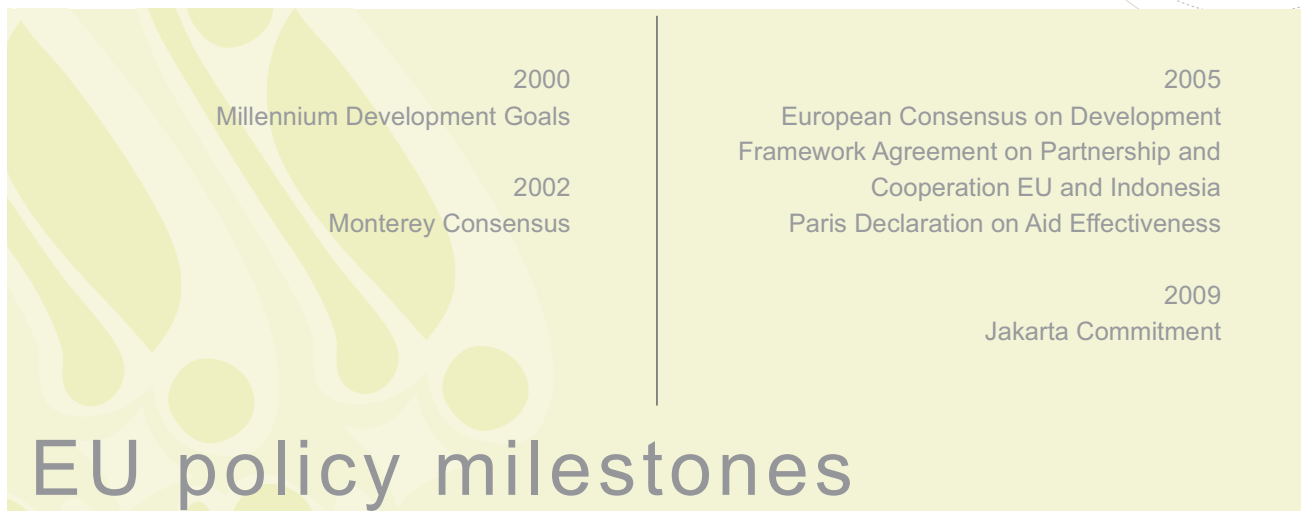 2000
Millennium Development Goals
2002
Monterey Consensus
2005
European Consensus on Development
Framework Agreement on Partnership and
Cooperation EU and Indonesia
Paris Declaration on Aid Effectiveness
2009
Jakarta Commitment
EU policy milestones